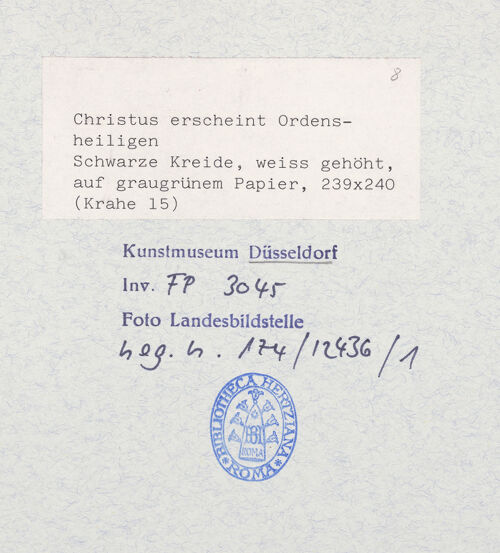 8
Christus erscheint Ordens-
heiligen
Schwarze Kreide, weiss gehöht,
auf graugrünem Papier, 239x240
(Krahe 15)
Kunstmuseum Düsseldorf
Inv. FP 3045
Foto Landesbildstelle
neg. n. 174/12436/1
BIBLIOTHECA HERTZIANA
ROMA
ROMA